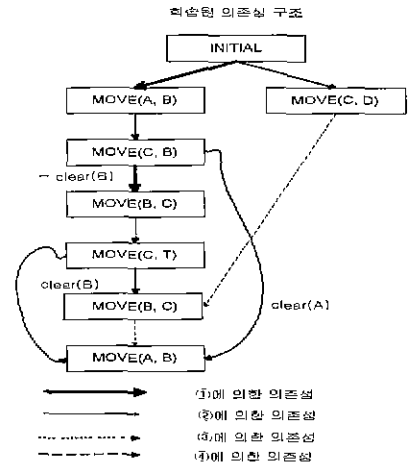 획습된 의존성 구조
INITIAL
MOVE(A, B)
MOVE(C, D)
MOVE(C, B)
~ clear(B)
MOVE(B, C)
MOVE(C, T)
clear(B)
MOVE(B, C)
clear(A)
MOVE(A, B)
①에 의한 의존성
②에 의한 의존성
③에 의한 의존성
④에 의한 의존성